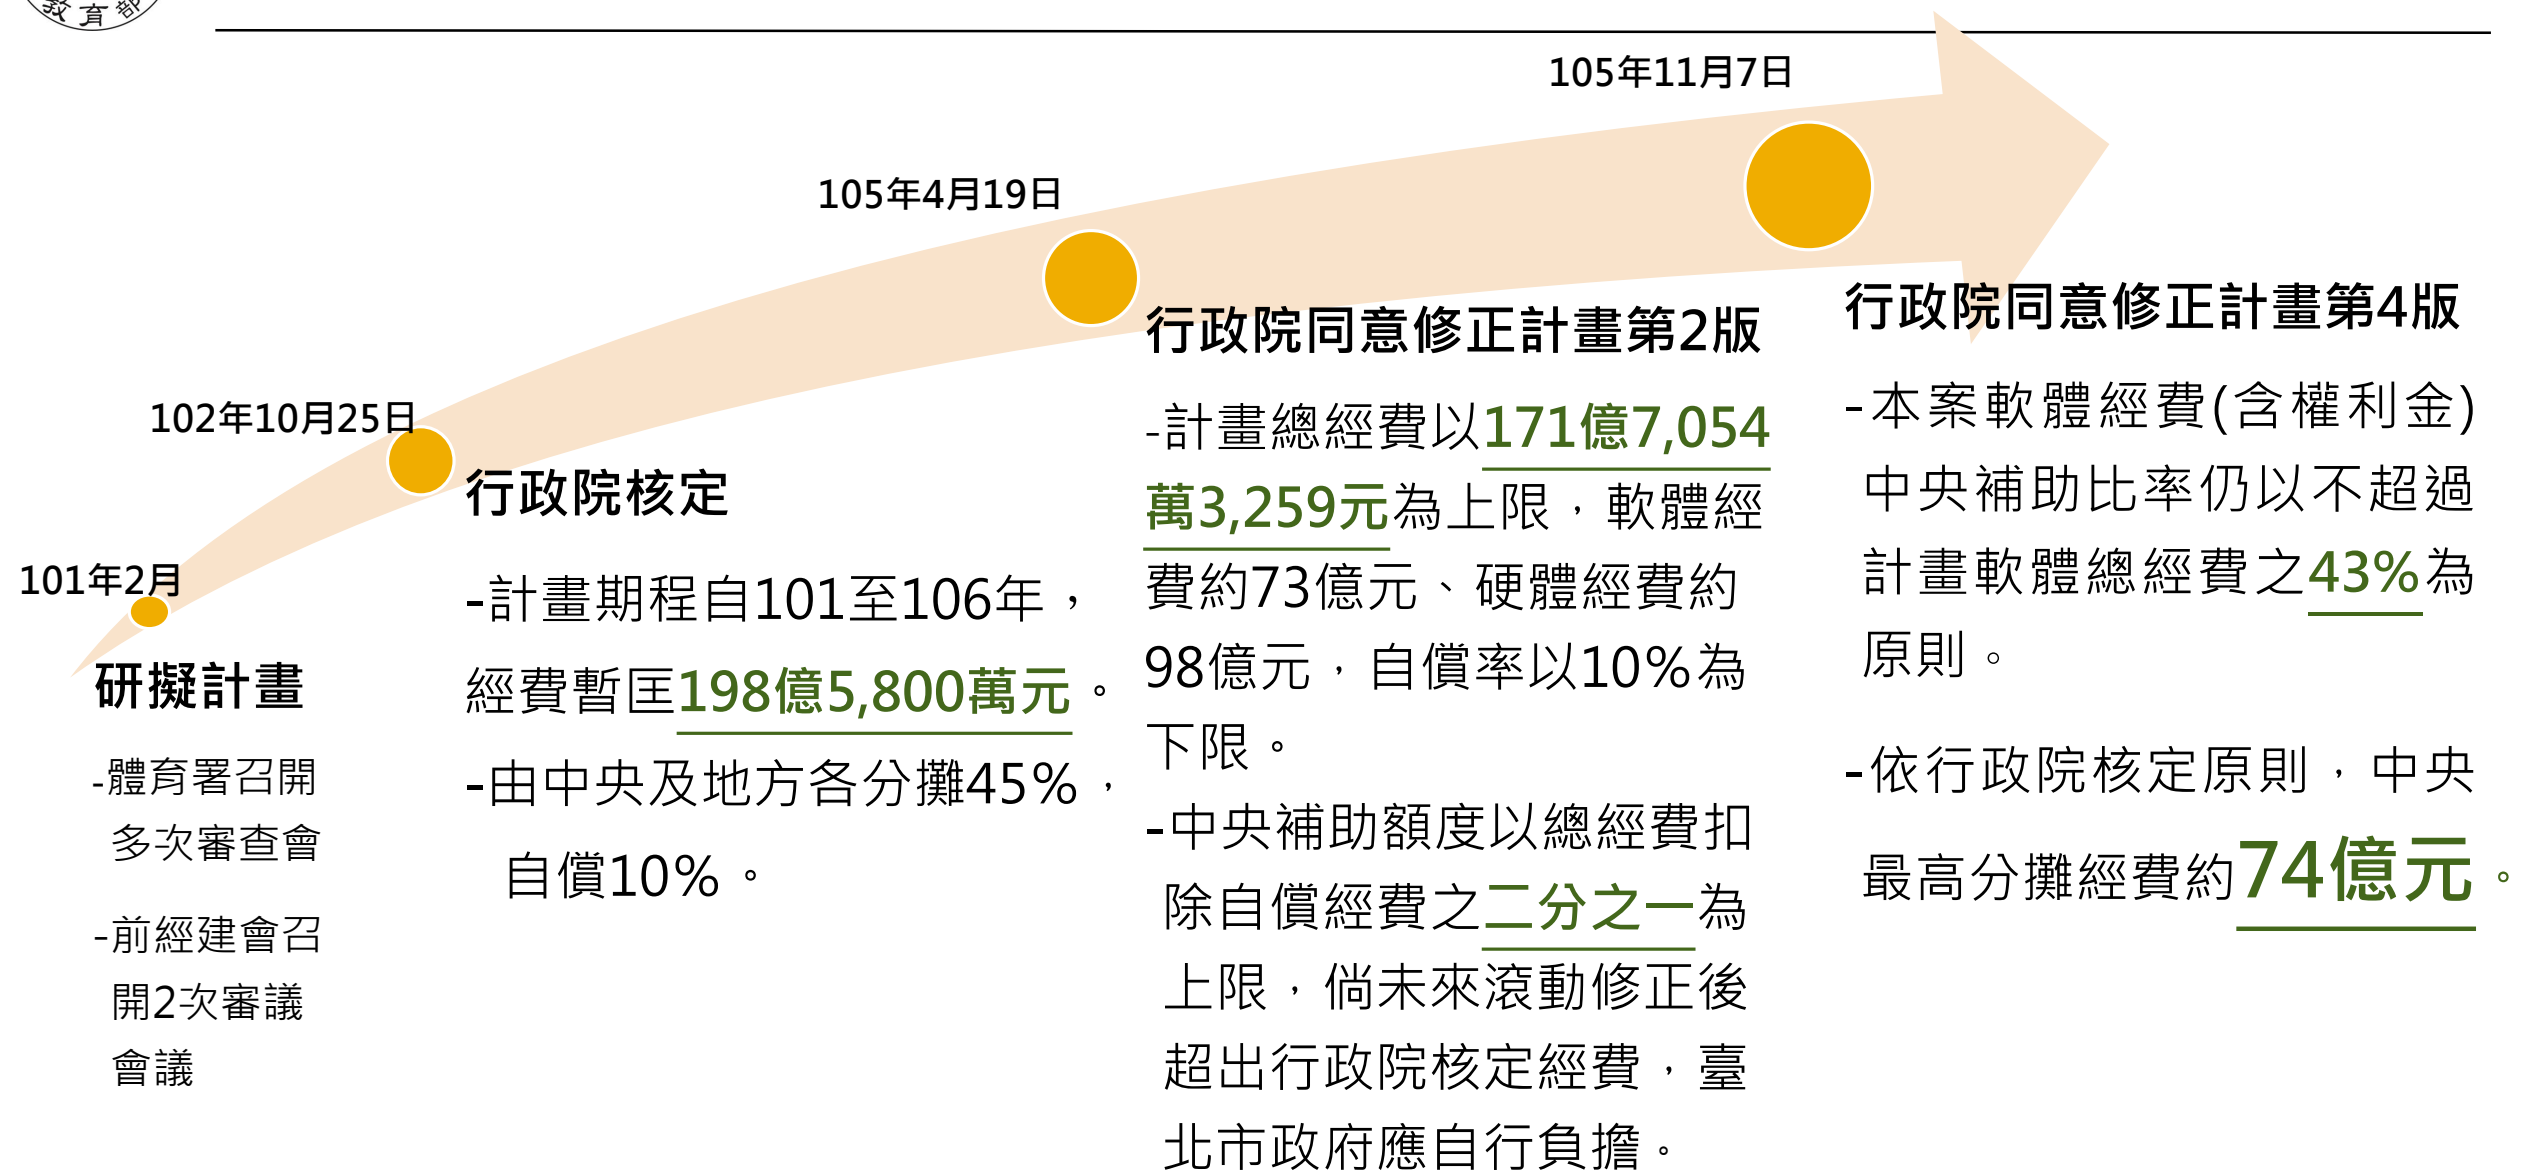 教育部
101年2月
研擬計畫
-體育署召開
多次審查會
-前經建會召
開2次審議
會議
102年10月25日
行政院核定
-計畫期程自101至106年，
經費暫匡198億5,800萬元。
-由中央及地方各分攤45%，
自償10%。
105年4月19日
行政院同意修正計畫第2版
-計畫總經費以171億7,054
萬3,259元為上限，軟體經
費約73億元、硬體經費約
98億元，自償率以10%為
下限。
-中央補助額度以總經費扣
除自償經費之二分之一為
上限，倘未來滾動修正後
超出行政院核定經費，臺
北市政府應自行負擔。
105年11月7日
行政院同意修正計畫第4版
-本案軟體經費(含權利金)
中央補助比率仍以不超過
計畫軟體總經費之43%為
原則。
-依行政院核定原則，中央
最高分攤經費約74億元。